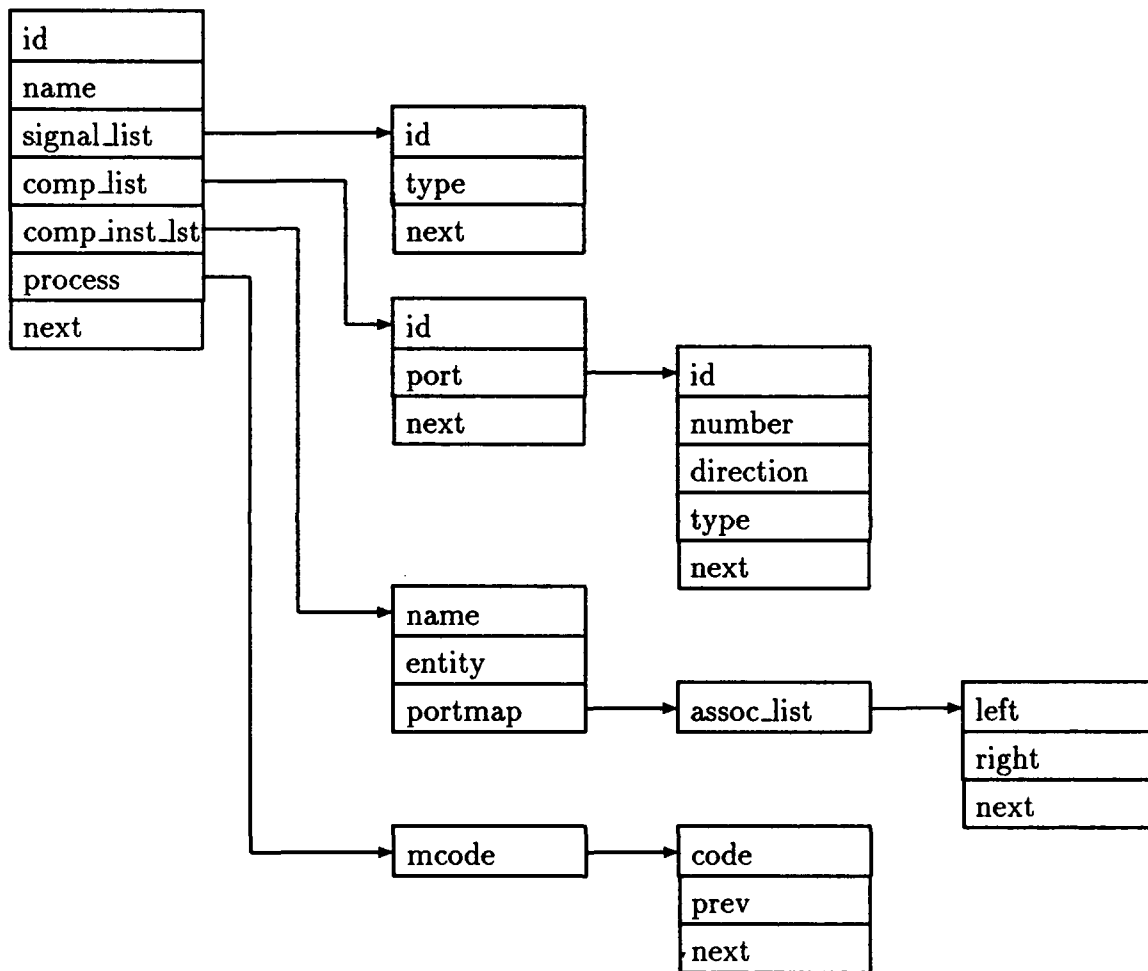 id
name
signal_list
comp_list
comp_inst_lst
process
next
id
type
next
id
port
next
id
number
direction
type
next
name
entity
portmap
assoc_list
left
right
next
mcode
code
prev
next